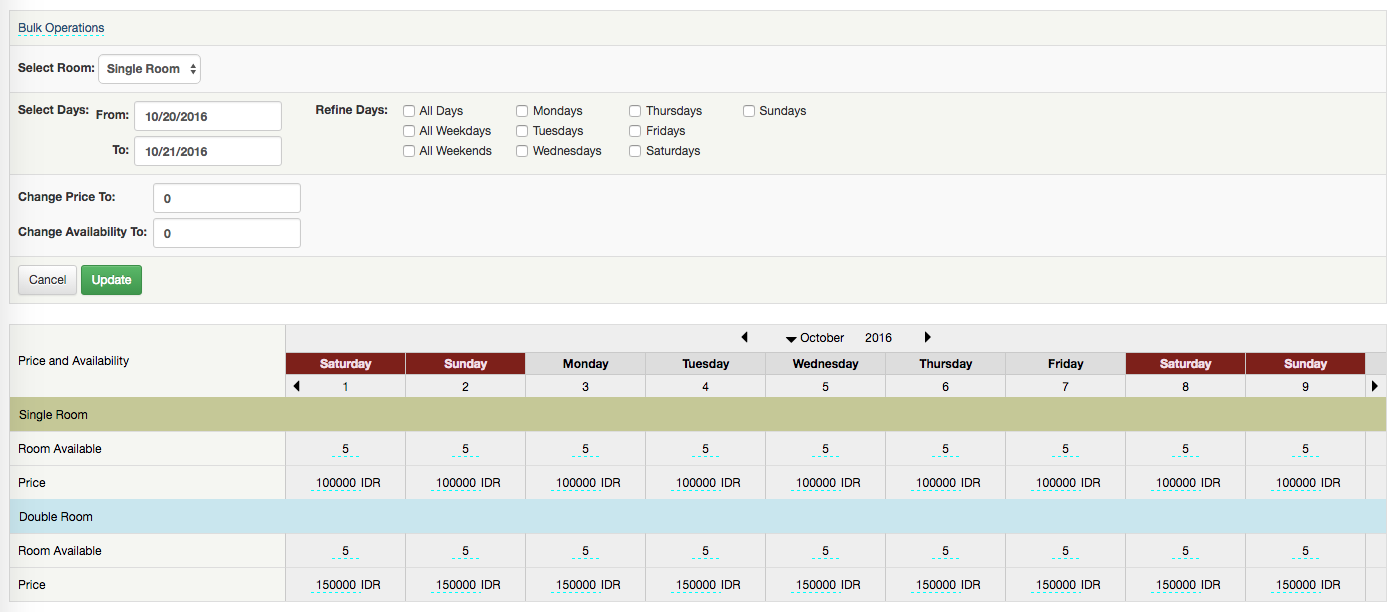 Bulk Operations
Select Room: Single Room
Select Days: From: 10/20/2016 Refine Days: All Days Mondays Thursdays Sundays
All Weekdays Tuesdays Fridays
To: 10/21/2016 All Weekends Wednesdays Saturdays
Change Price To: 0
Change Availability To: 0
Cancel Update
October 2016
Price and Availability
Saturday Sunday Monday Tuesday Wednesday Thursday Friday Saturday Sunday
1 2 3 4 5 6 7 8 9
Single Room
Room Available 5 5 5 5 5 5 5 5 5
Price 100000 IDR 100000 IDR 100000 IDR 100000 IDR 100000 IDR 100000 IDR 100000 IDR 100000 IDR 100000 IDR
Double Room
Room Available 5 5 5 5 5 5 5 5 5
Price 150000 IDR 150000 IDR 150000 IDR 150000 IDR 150000 IDR 150000 IDR 150000 IDR 150000 IDR 150000 IDR